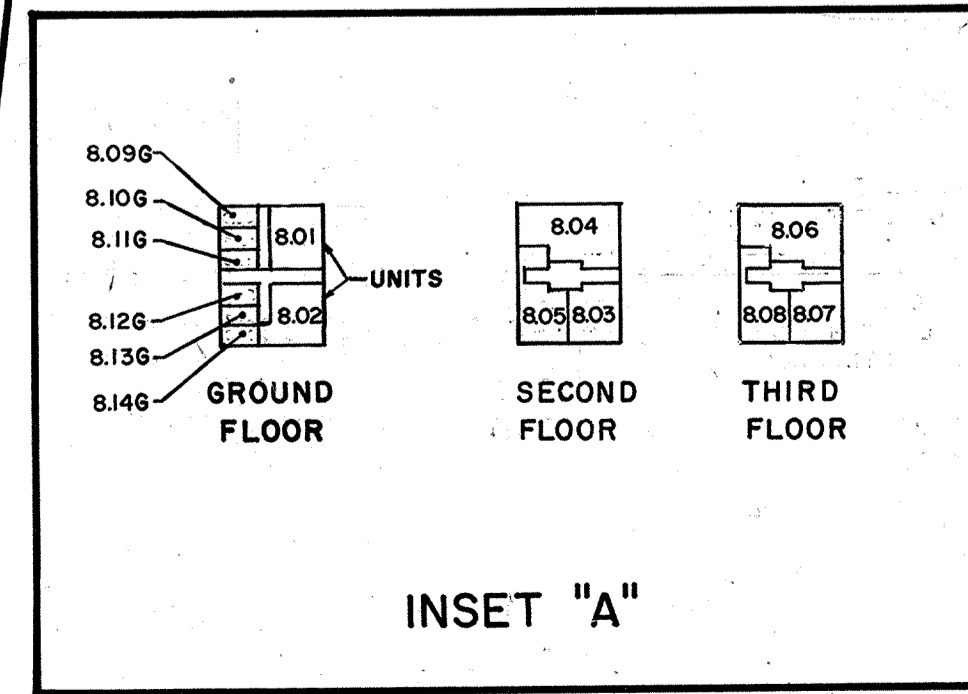 8.09G
8.10G
8.11G
8.12G
8.13G
8.14G
8.01
8.02
UNITS
GROUND
FLOOR
8.04
8.05 8.03
SECOND
FLOOR
8.06
8.08 8.07
THIRD
FLOOR
INSET "A"